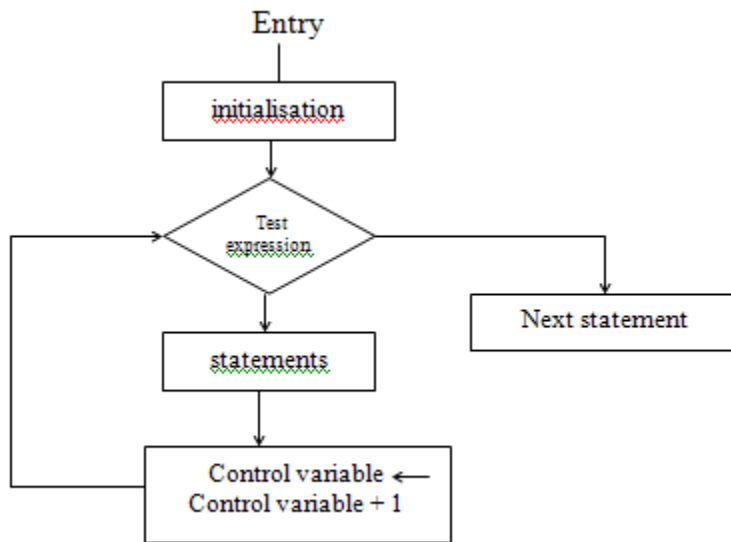 Entry
initialisation
Test
expression
Next statement
statements
Control variable ←
Control variable + 1